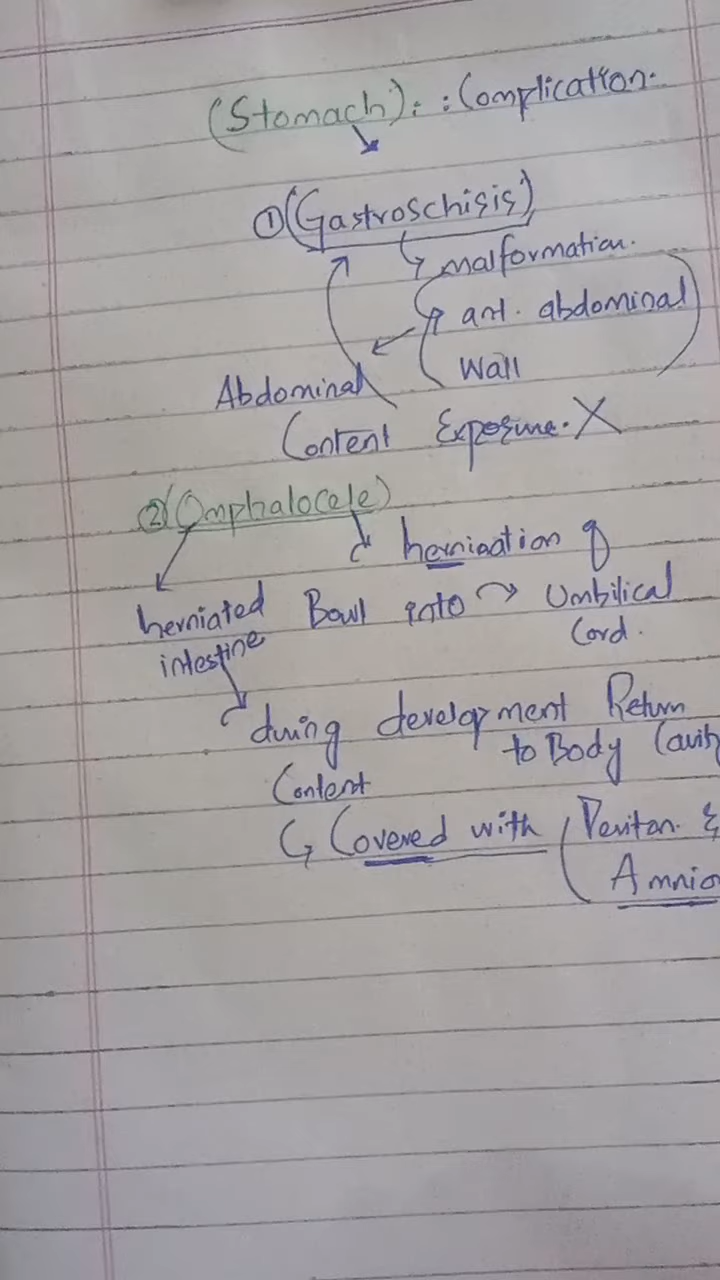 (Stomach): : Complication.
①(Gastroschisis)
malformation.
ant. abdominal
Wall
Abdominal
Content Exposure. X
②(Omphalocele)
herniation of
herniated Bowl into Umbilical
intestine Cord.
during development Return
to Body Cavit
Content
Covered with (Periton. &
Amnio